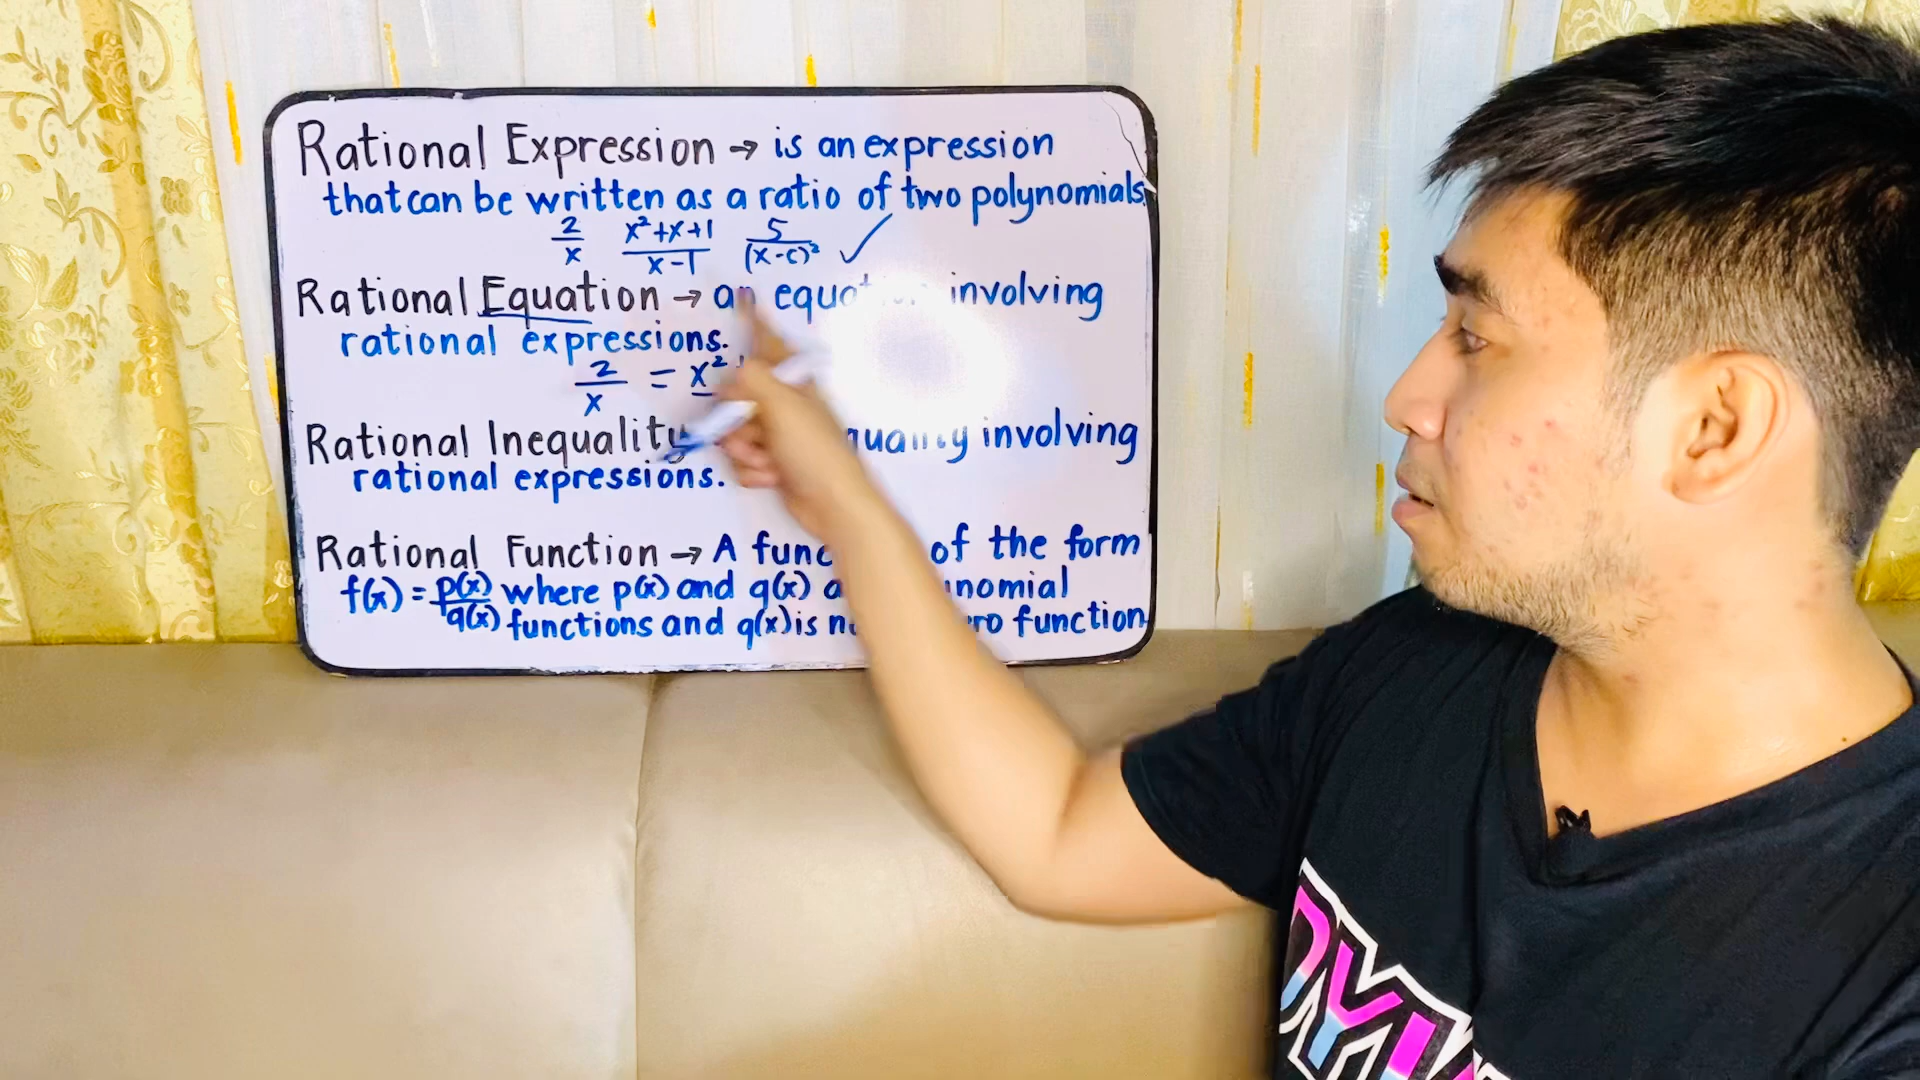 Rational Expression → is an expression
that can be written as a ratio of two polynomials.
2/x (x²+x+1)/(x-1) 5/(x-c)² ✓
Rational Equation → an equation involving
rational expressions.
2/x = x²
Rational Inequality involving
rational expressions.
Rational Function → A of the form
f(x) = p(x)/q(x) where p(x) and q(x)
functions and q(x) is function